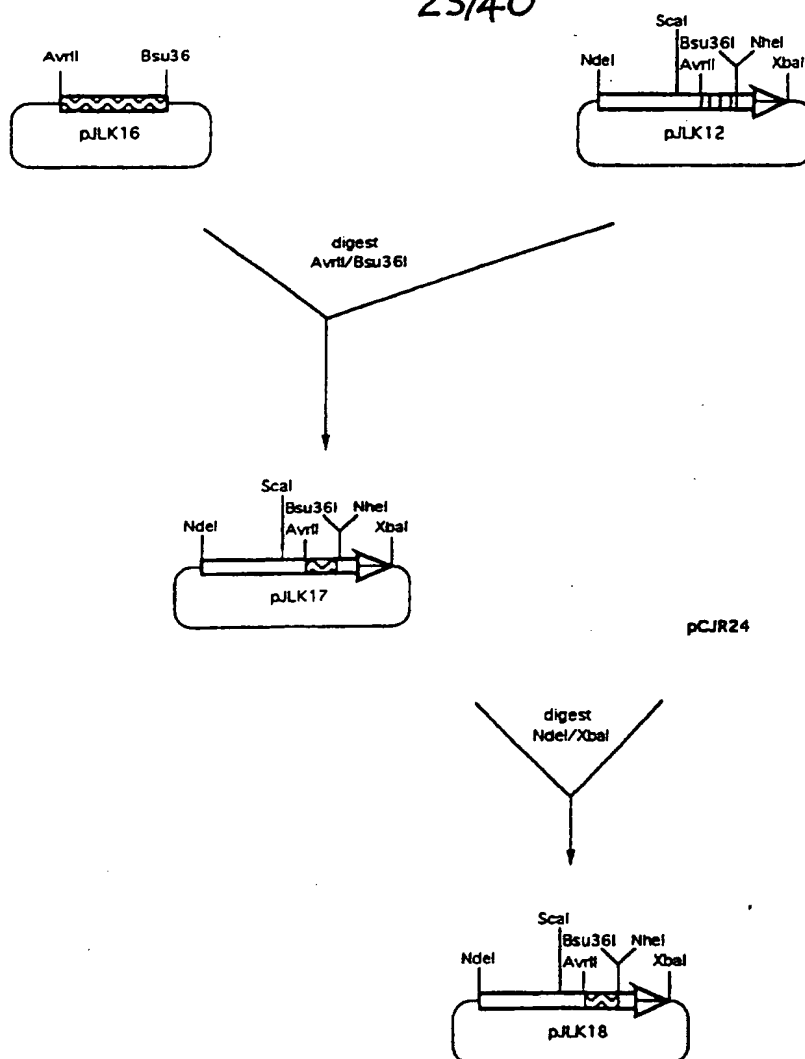 23/40
AvrII Bsu36
pJLK16
ScaI
Bsu36I NheI
NdeI AvrII XbaI
pJLK12
digest
AvrII/Bsu36I
ScaI
Bsu36I NheI
NdeI AvrII XbaI
pJLK17
pCJR24
digest
NdeI/XbaI
ScaI
Bsu36I NheI
NdeI AvrII XbaI
pJLK18